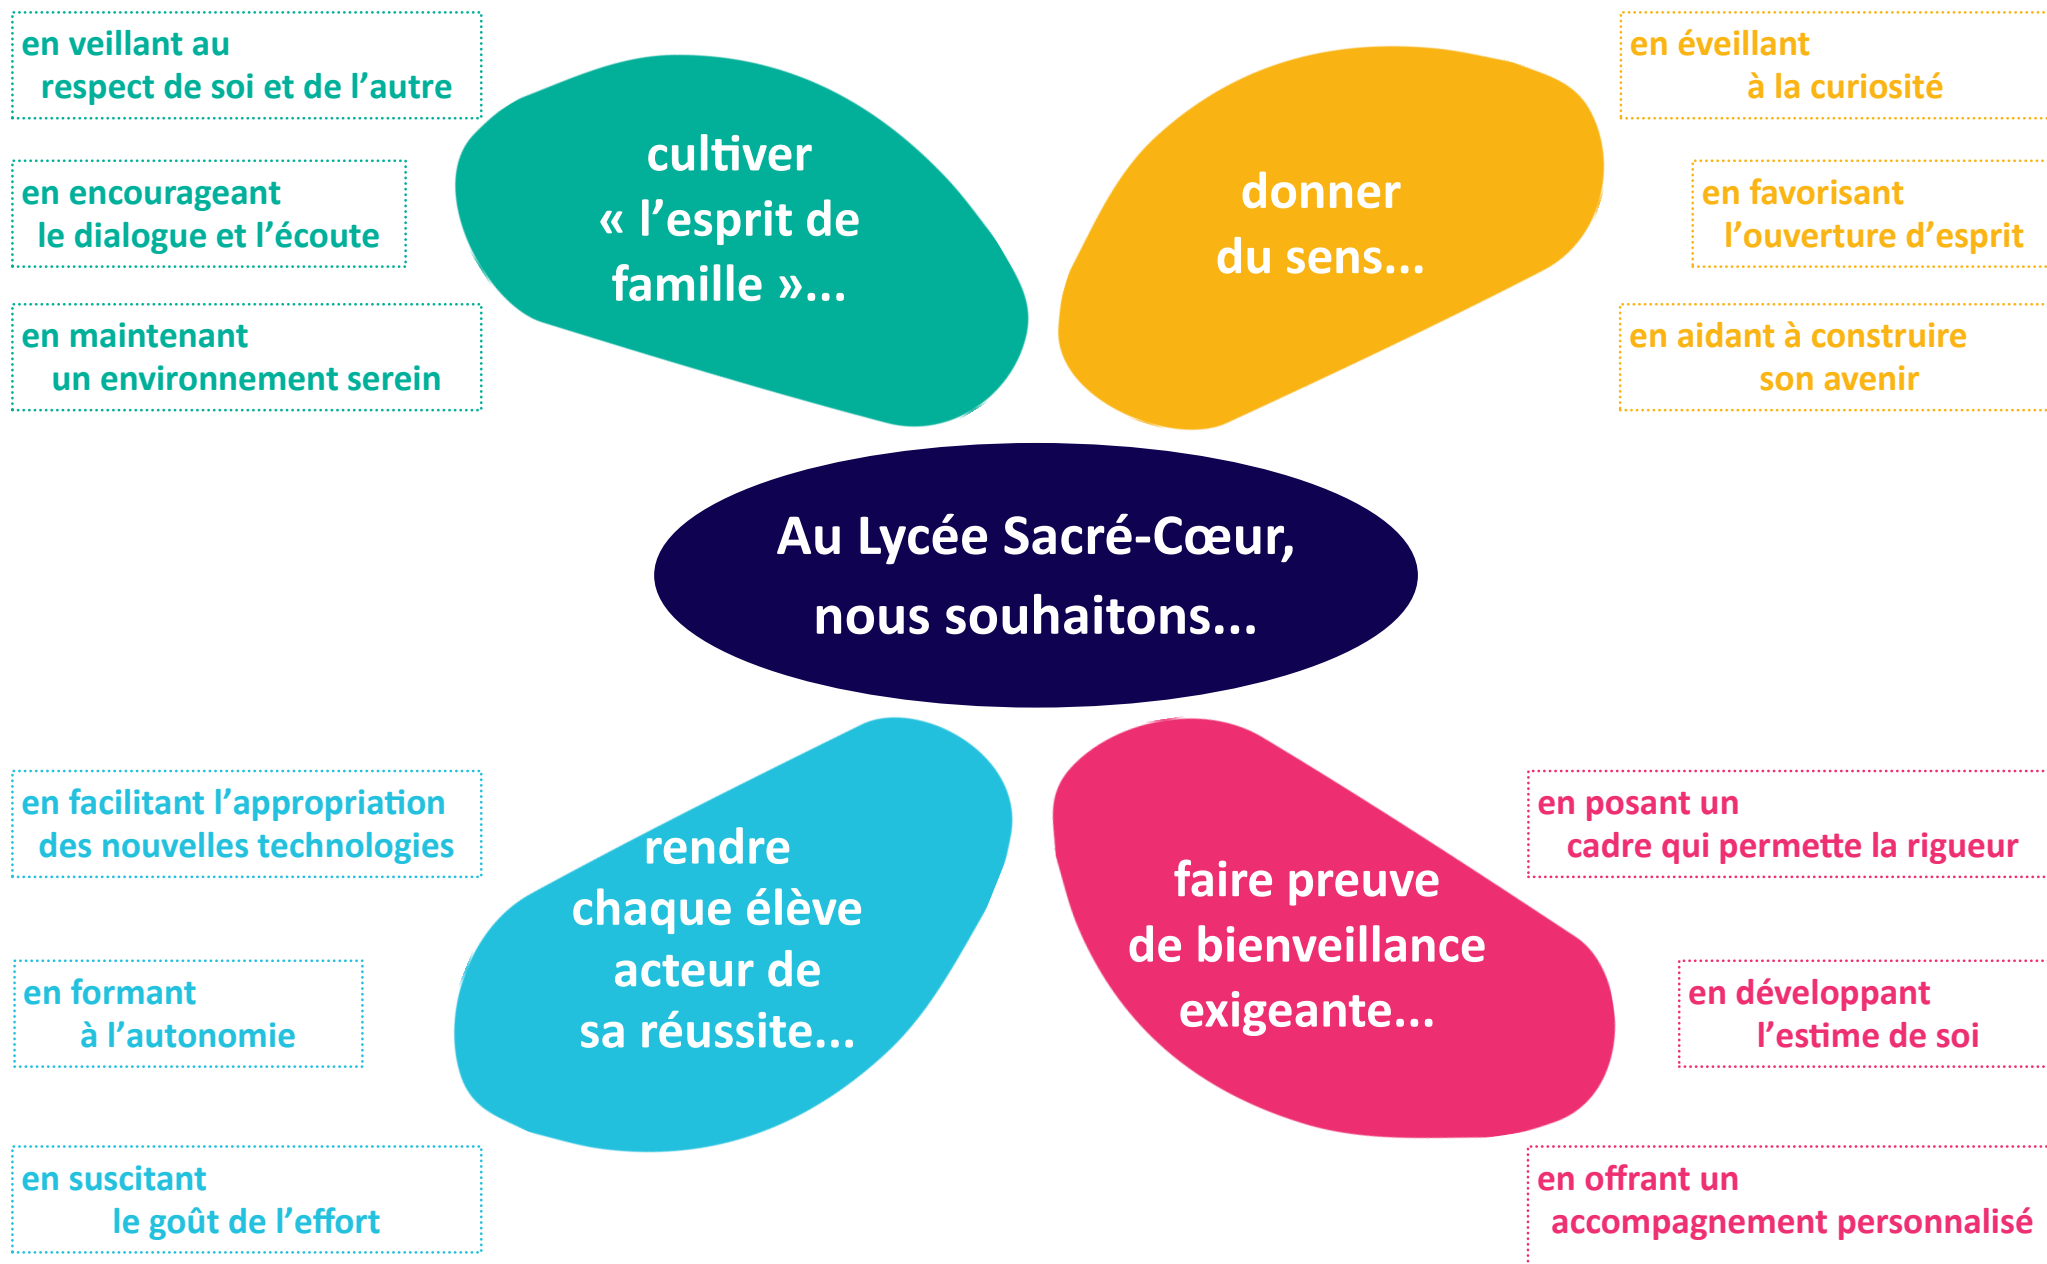 en veillant au
respect de soi et de l’autre
en encourageant
le dialogue et l’écoute
en maintenant
un environnement serein
cultiver
« l’esprit de
famille »...
donner
du sens...
en éveillant
à la curiosité
en favorisant
l’ouverture d’esprit
en aidant à construire
son avenir
Au Lycée Sacré-Cœur,
nous souhaitons...
en facilitant l’appropriation
des nouvelles technologies
en formant
à l’autonomie
en suscitant
le goût de l’effort
rendre
chaque élève
acteur de
sa réussite...
faire preuve
de bienveillance
exigeante...
en posant un
cadre qui permette la rigueur
en développant
l’estime de soi
en offrant un
accompagnement personnalisé